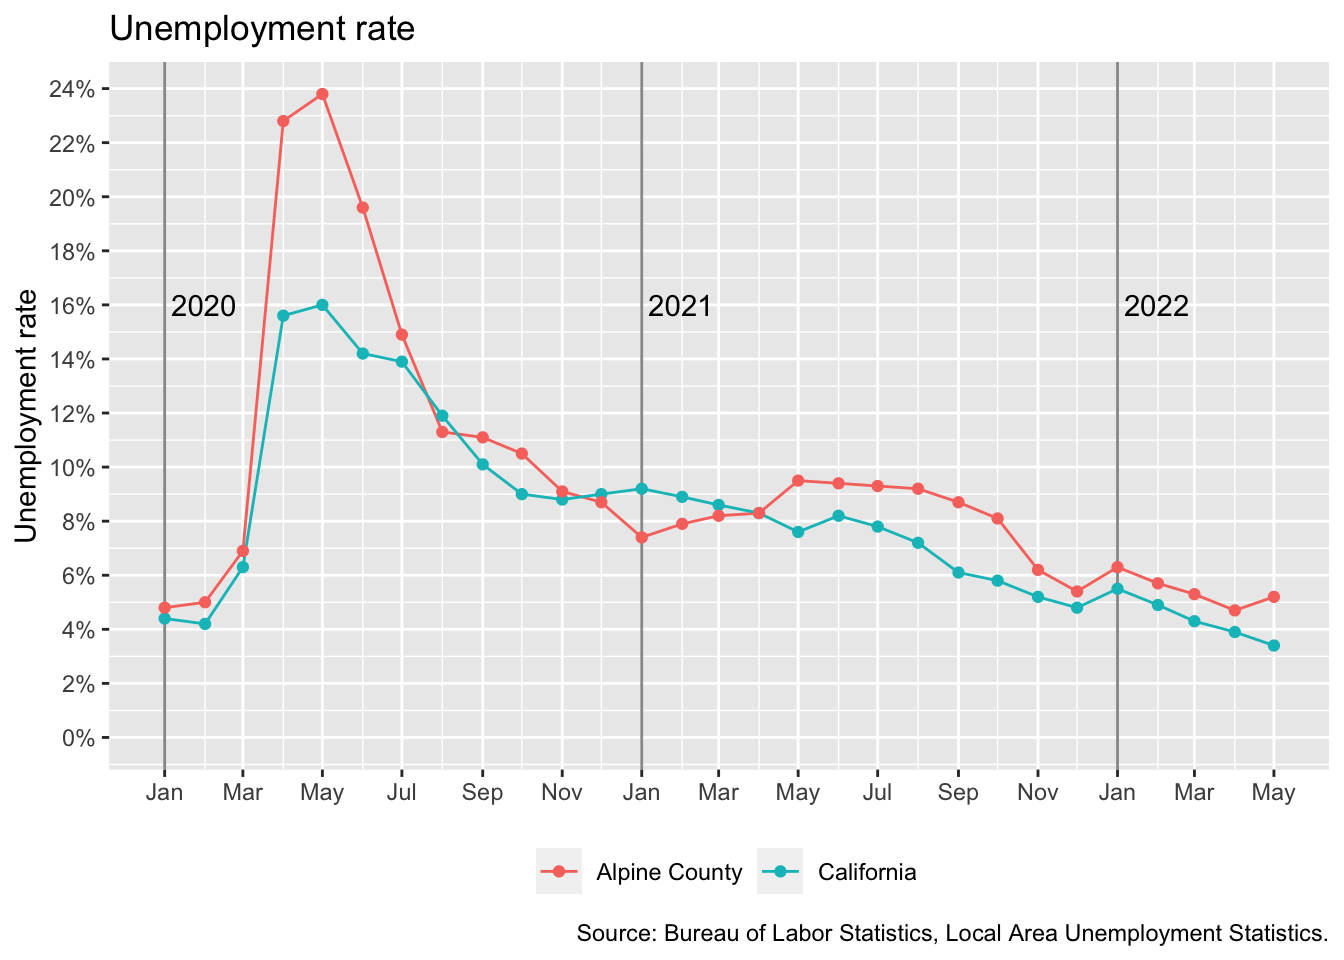 Unemployment rate
Unemployment rate
24%
22%
20%
18%
16%
14%
12%
10%
8%
6%
4%
2%
0%
2020 2021 2022
Jan Mar May Jul Sep Nov Jan Mar May Jul Sep Nov Jan Mar May
Alpine County California
Source: Bureau of Labor Statistics, Local Area Unemployment Statistics.